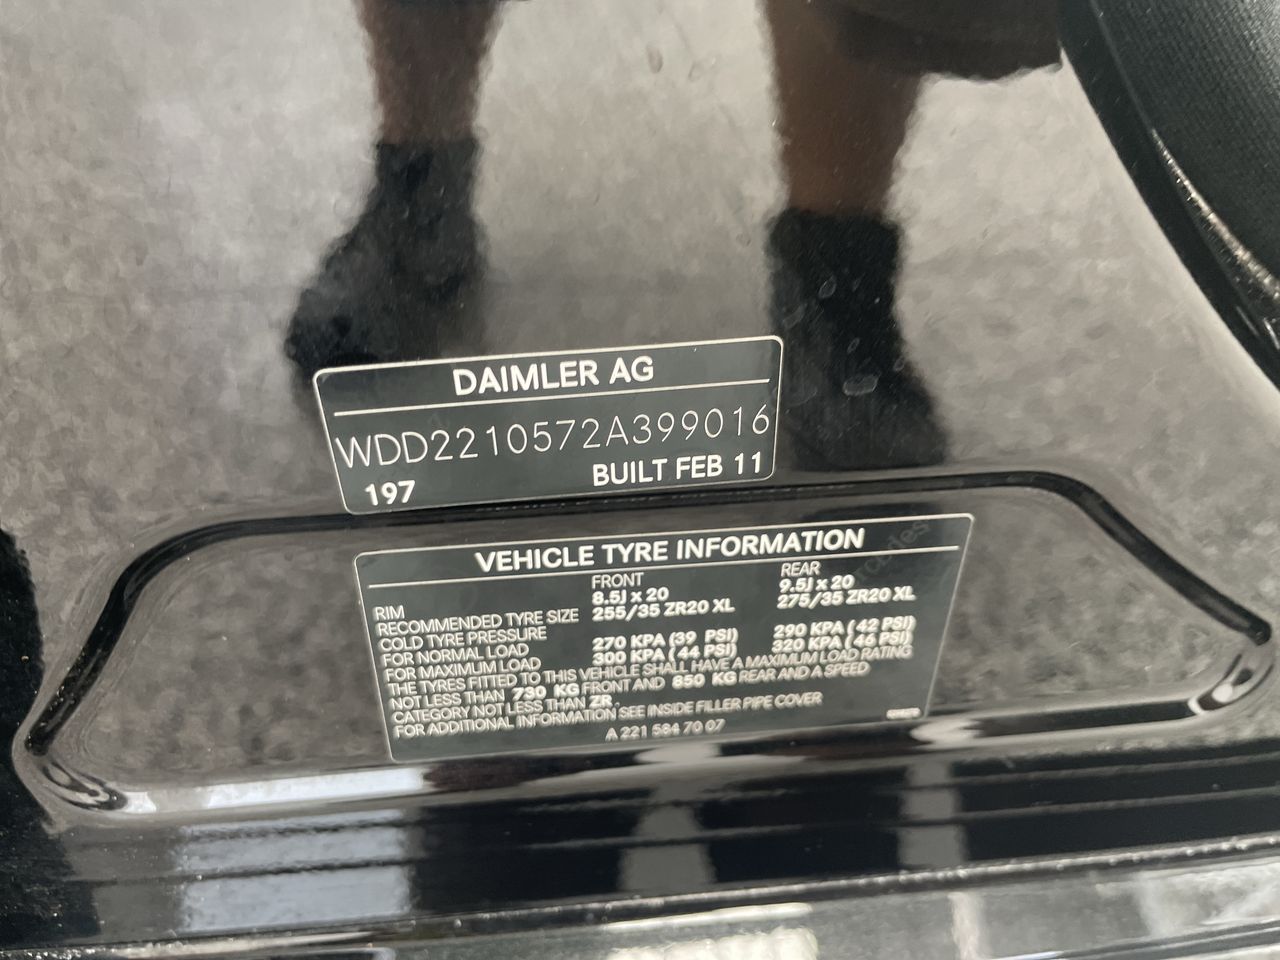 DAIMLER AG
WDD2210572A399016
BUILT FEB 11
197
VEHICLE TYRE INFORMATION
FRONT REAR
RIM 8.5J x 20 9.5J x 20
RECOMMENDED TYRE SIZE 255/35 ZR20 XL 275/35 ZR20 XL
COLD TYRE PRESSURE
FOR NORMAL LOAD 270 KPA (39 PSI) 290 KPA (42 PSI)
FOR MAXIMUM LOAD 300 KPA (44 PSI) 320 KPA (46 PSI)
THE TYRES FITTED TO THIS VEHICLE SHALL HAVE A MAXIMUM LOAD RATING
NOT LESS THAN 730 KG FRONT AND 850 KG REAR AND A SPEED
CATEGORY NOT LESS THAN ZR.
FOR ADDITIONAL INFORMATION SEE INSIDE FILLER PIPE COVER
A 221 584 70 07